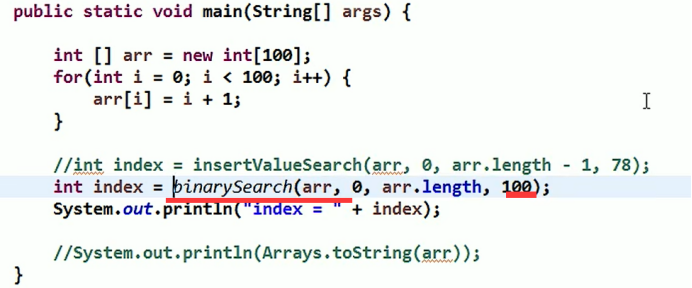 public static void main(String[] args) {
int [] arr = new int[100];
for(int i = 0; i < 100; i++) {
arr[i] = i + 1;
}
//int index = insertValueSearch(arr, 0, arr.length - 1, 78);
int index = binarySearch(arr, 0, arr.length, 100);
System.out.println("index = " + index);
//System.out.println(Arrays.toString(arr));
}